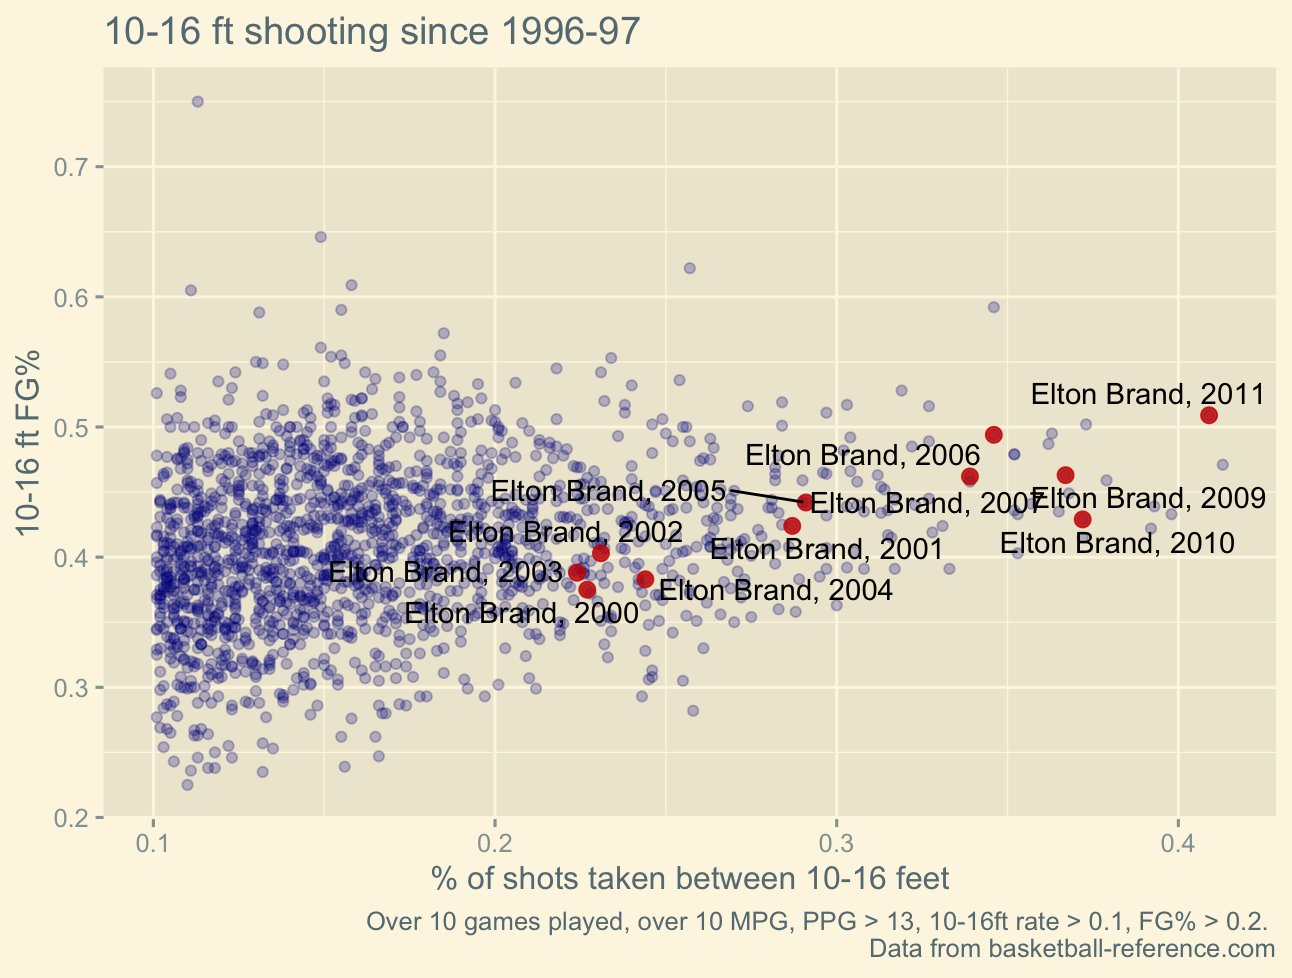 10-16 ft shooting since 1996-97
10-16 ft FG%
0.7
0.6
0.5
0.4
0.3
0.2
Elton Brand, 2011
Elton Brand, 2006
Elton Brand, 2005
Elton Brand, 2007
Elton Brand, 2009
Elton Brand, 2002
Elton Brand, 2001
Elton Brand, 2010
Elton Brand, 2003
Elton Brand, 2004
Elton Brand, 2000
0.1
0.2
0.3
0.4
% of shots taken between 10-16 feet
Over 10 games played, over 10 MPG, PPG > 13, 10-16ft rate > 0.1, FG% > 0.2.
Data from basketball-reference.com